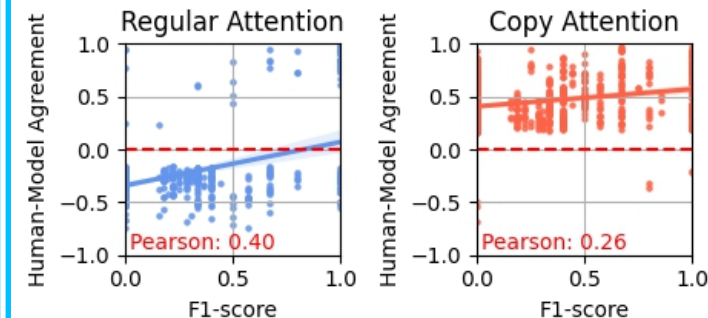 Regular Attention
Human-Model Agreement
1.0
0.5
0.0
−0.5
−1.0
Pearson: 0.40
0.0 0.5 1.0
F1-score
Copy Attention
Human-Model Agreement
1.0
0.5
0.0
−0.5
−1.0
Pearson: 0.26
0.0 0.5 1.0
F1-score